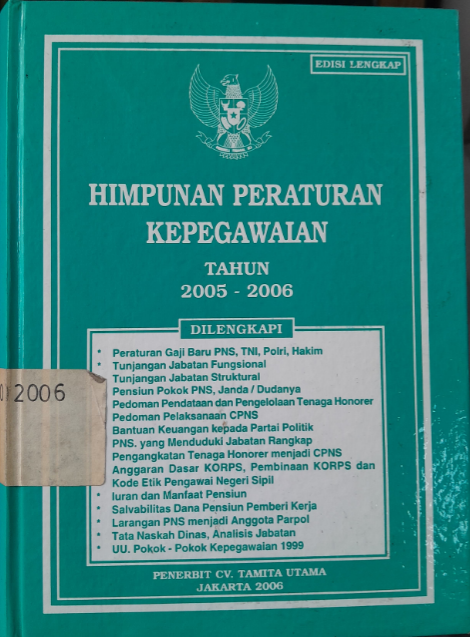 EDISI LENGKAP
HIMPUNAN PERATURAN
KEPEGAWAIAN
TAHUN
2005 - 2006
DILENGKAPI
• Peraturan Gaji Baru PNS, TNI, Polri, Hakim
• Tunjangan Jabatan Fungsional
Tunjangan Jabatan Struktural
Pensiun Pokok PNS, Janda / Dudanya
Pedoman Pendataan dan Pengelolaan Tenaga Honorer
Pedoman Pelaksanaan CPNS
Bantuan Keuangan kepada Partai Politik
PNS. yang Menduduki Jabatan Rangkap
Pengangkatan Tenaga Honorer menjadi CPNS
Anggaran Dasar KORPS, Pembinaan KORPS dan
Kode Etik Pengawai Negeri Sipil
• Iuran dan Manfaat Pensiun
• Salvabilitas Dana Pensiun Pemberi Kerja
• Larangan PNS menjadi Anggota Parpol
• Tata Naskah Dinas, Analisis Jabatan
• UU. Pokok - Pokok Kepegawaian 1999
2006
PENERBIT CV. TAMITA UTAMA
JAKARTA 2006